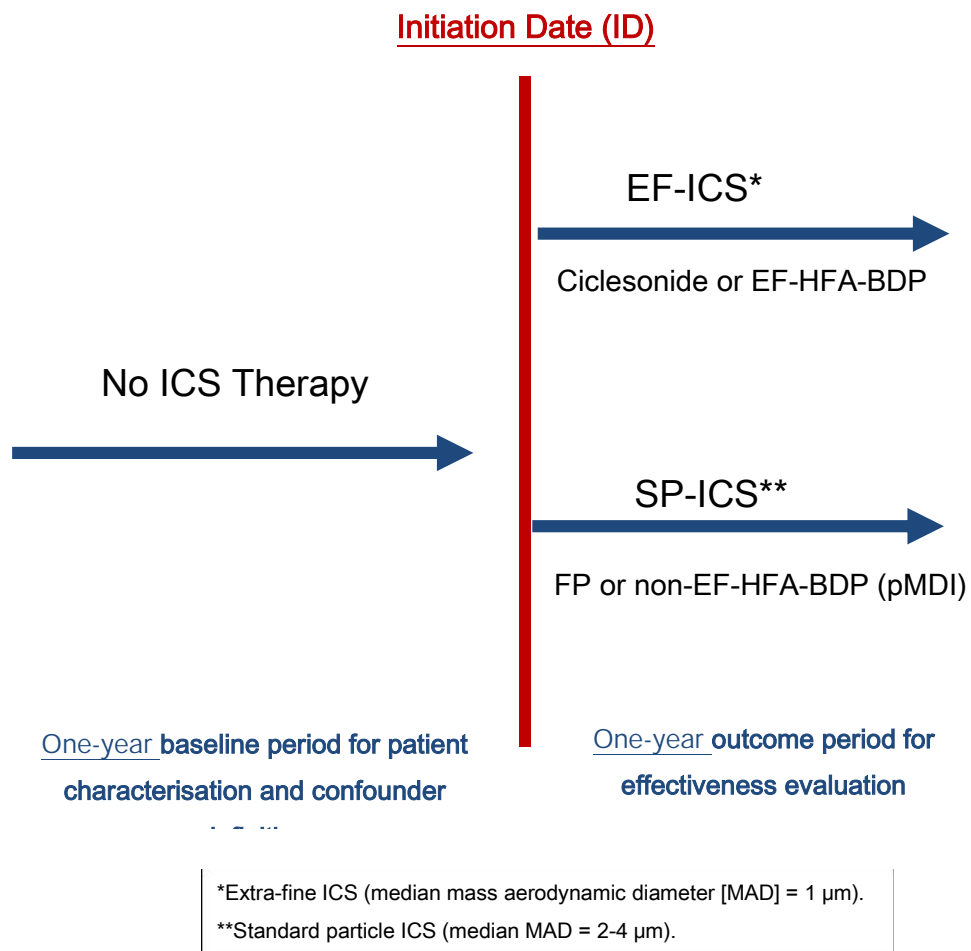 Initiation Date (ID)
EF-ICS*
Ciclesonide or EF-HFA-BDP
No ICS Therapy
SP-ICS**
FP or non-EF-HFA-BDP (pMDI)
One-year baseline period for patient
characterisation and confounder
One-year outcome period for
effectiveness evaluation
*Extra-fine ICS (median mass aerodynamic diameter [MAD] = 1 µm).
**Standard particle ICS (median MAD = 2-4 µm).